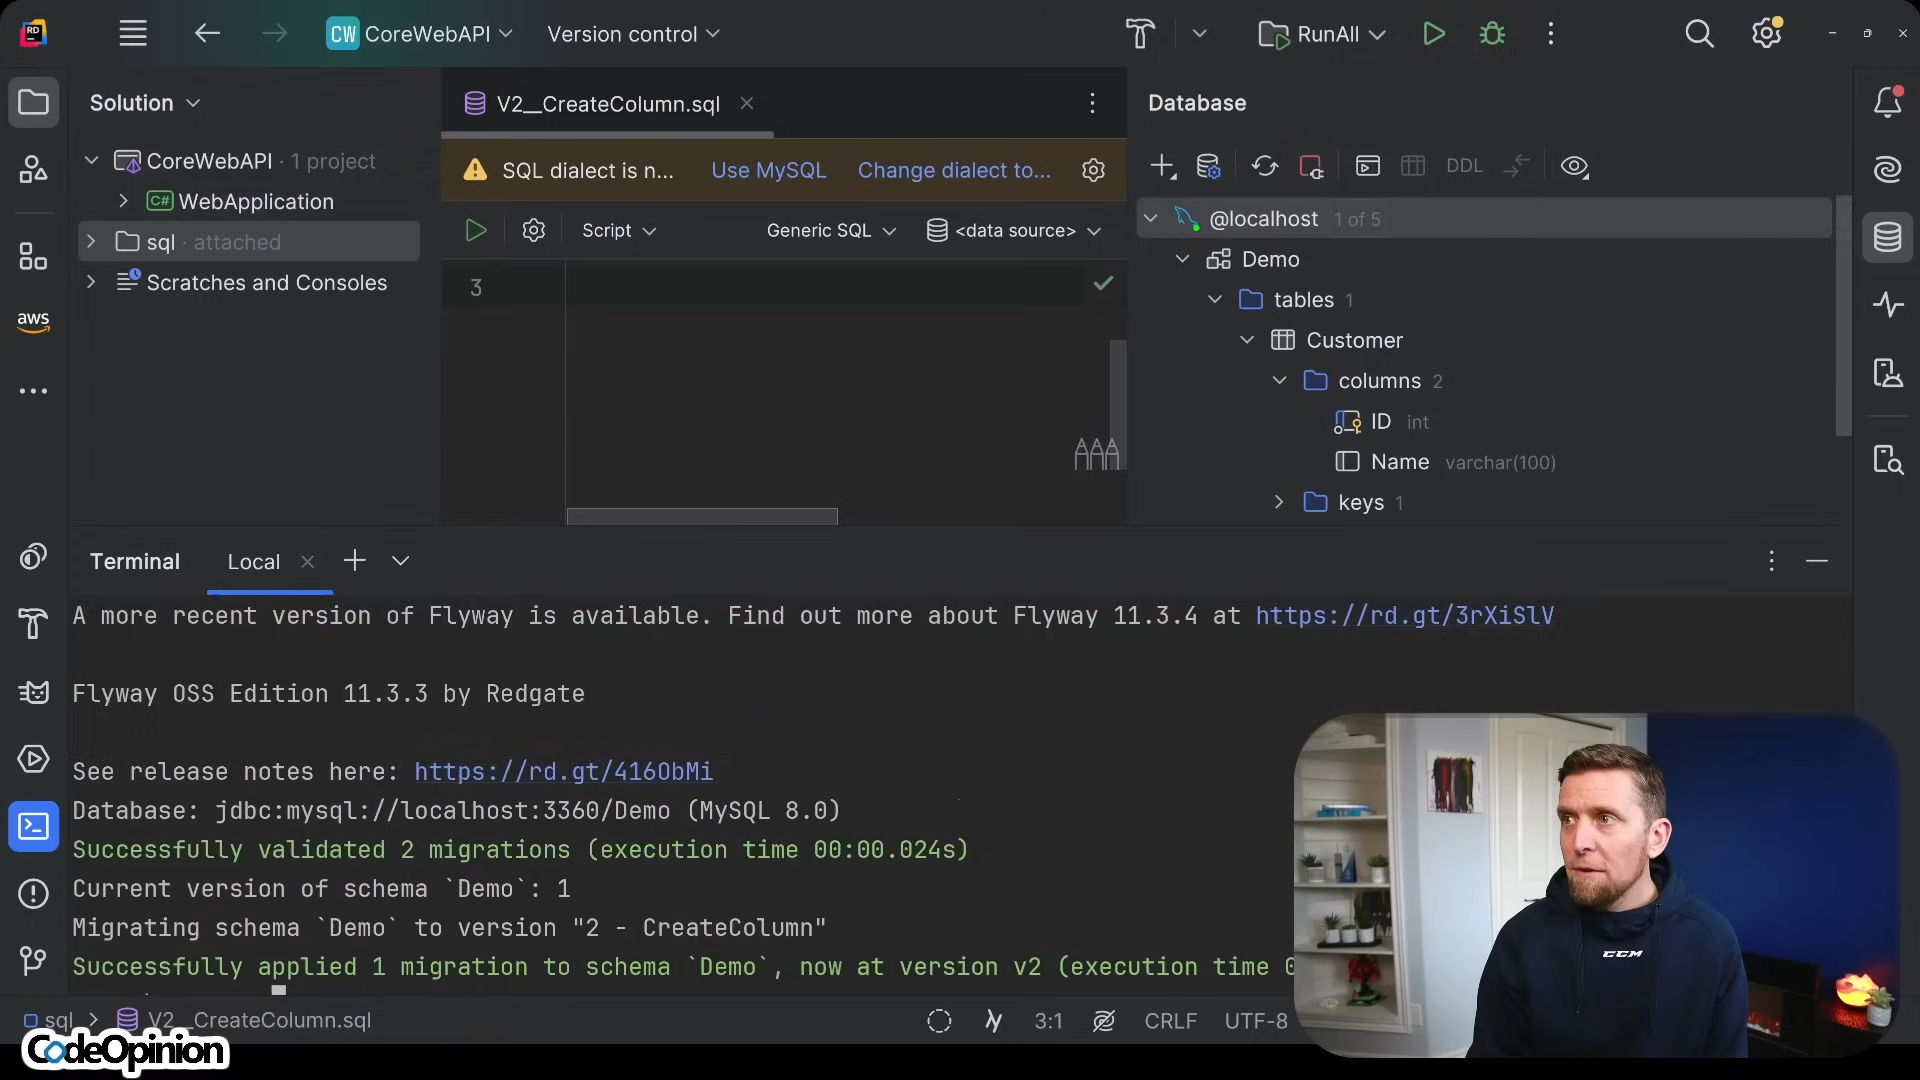 RD
CW CoreWebAPI
Version control
RunAll
Solution
CoreWebAPI · 1 project
C# WebApplication
sql · attached
Scratches and Consoles
aws
V2__CreateColumn.sql
SQL dialect is n...
Use MySQL
Change dialect to...
Script
Generic SQL
<data source>
3
Database
DDL
@localhost 1 of 5
Demo
tables 1
Customer
columns 2
ID int
Name varchar(100)
keys 1
Terminal
Local
A more recent version of Flyway is available. Find out more about Flyway 11.3.4 at https://rd.gt/3rXiSlV
Flyway OSS Edition 11.3.3 by Redgate
See release notes here: https://rd.gt/416ObMi
Database: jdbc:mysql://localhost:3360/Demo (MySQL 8.0)
Successfully validated 2 migrations (execution time 00:00.024s)
Current version of schema `Demo`: 1
Migrating schema `Demo` to version "2 - CreateColumn"
Successfully applied 1 migration to schema `Demo`, now at version v2 (execution time
CCM
sql > V2__CreateColumn.sql
3:1
CRLF
UTF-8
CodeOpinion